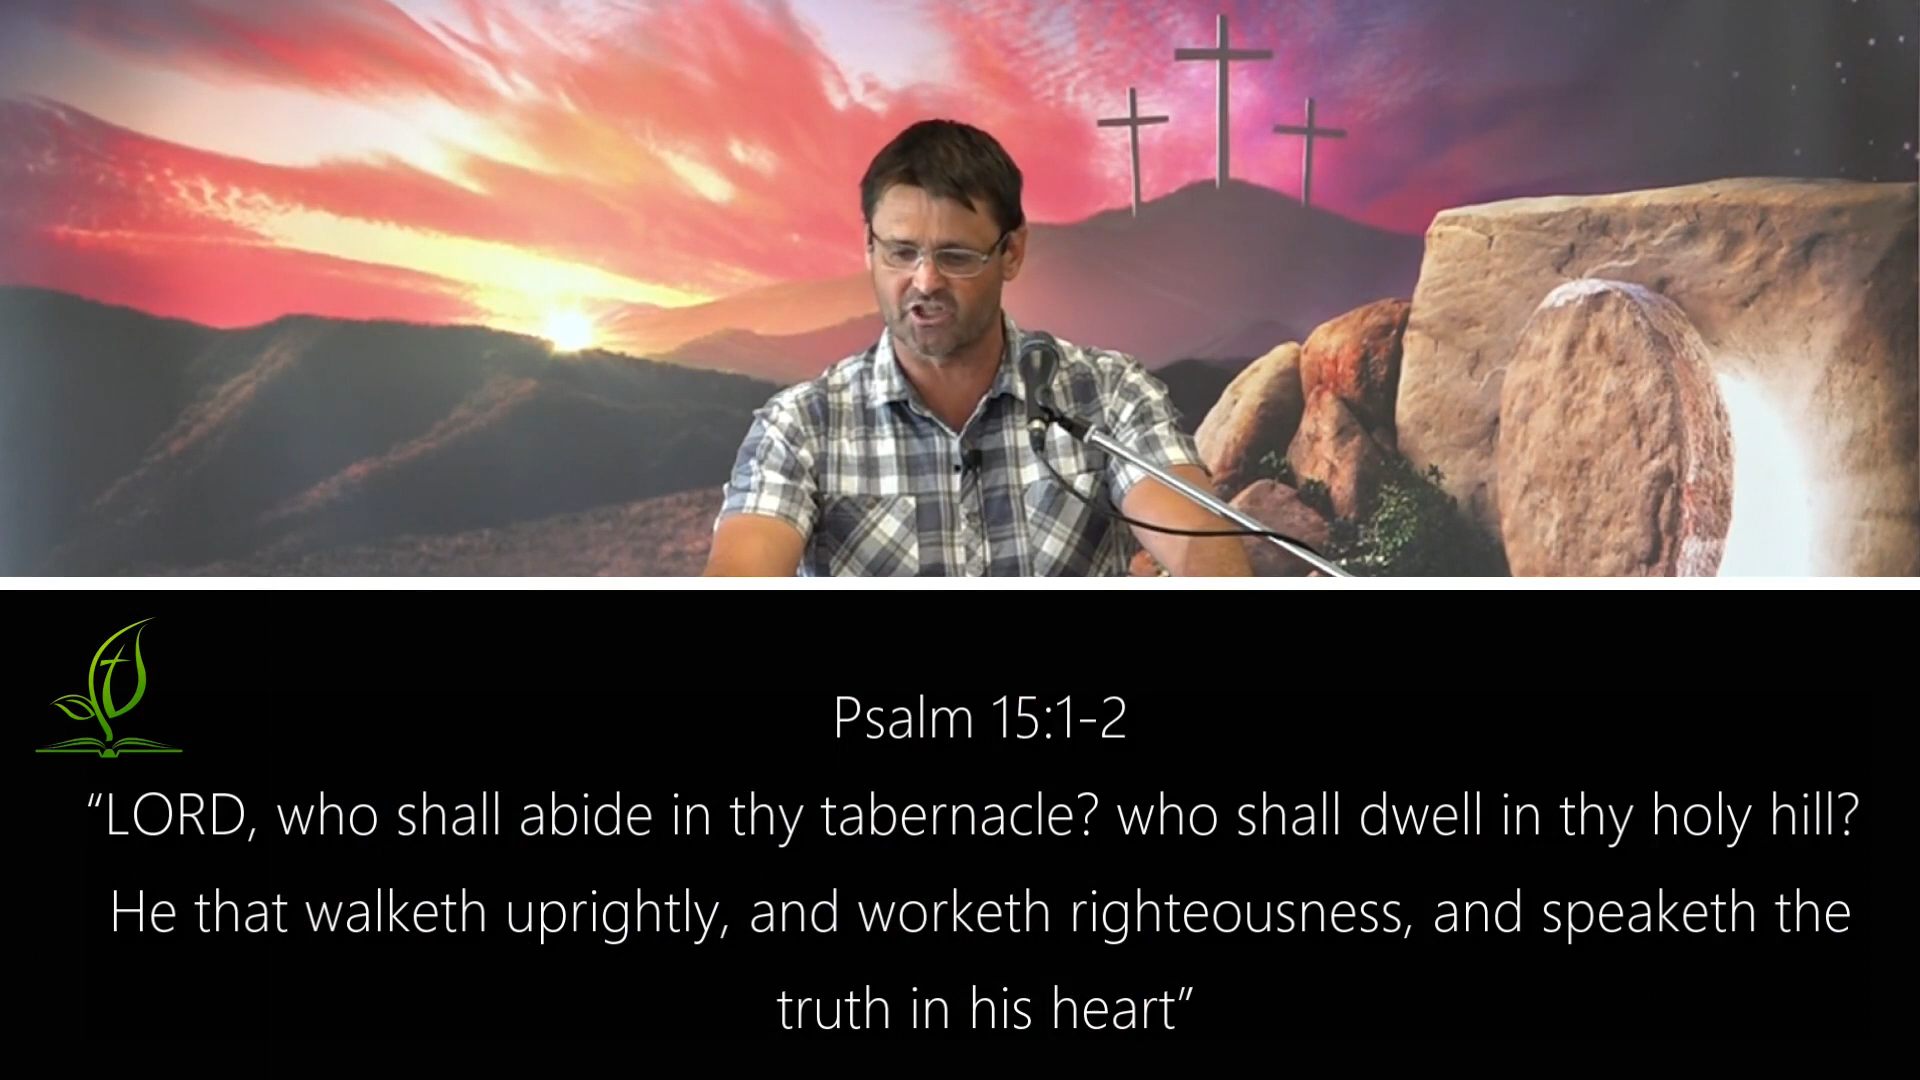 Psalm 15:1-2
“LORD, who shall abide in thy tabernacle? who shall dwell in thy holy hill?
He that walketh uprightly, and worketh righteousness, and speaketh the
truth in his heart”